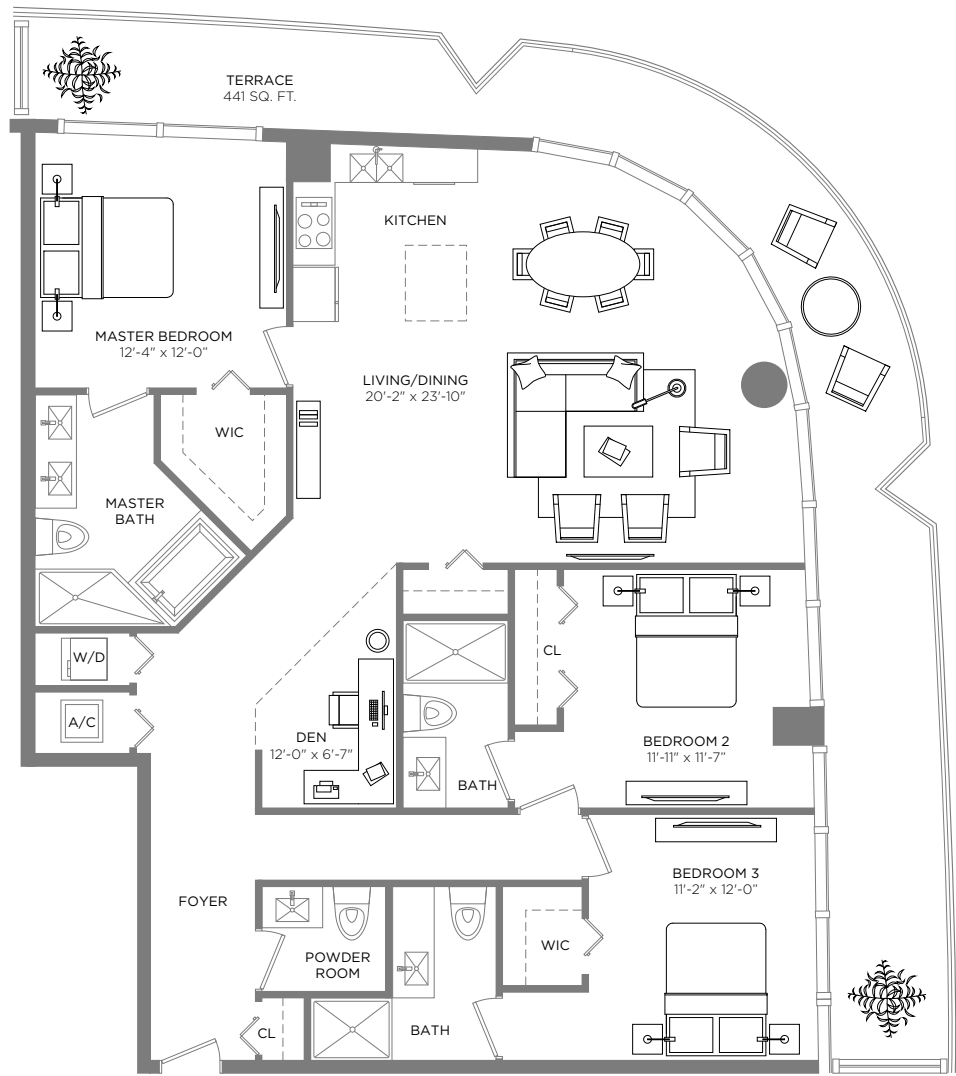 TERRACE
441 SQ. FT.
KITCHEN
MASTER BEDROOM
12'-4" x 12'-0"
LIVING/DINING
20'-2" x 23'-10"
WIC
MASTER
BATH
W/D
A/C
CL
DEN
12'-0" x 6'-7"
BATH
BEDROOM 2
11'-11" x 11'-7"
BEDROOM 3
11'-2" x 12'-0"
FOYER
POWDER
ROOM
WIC
CL
BATH